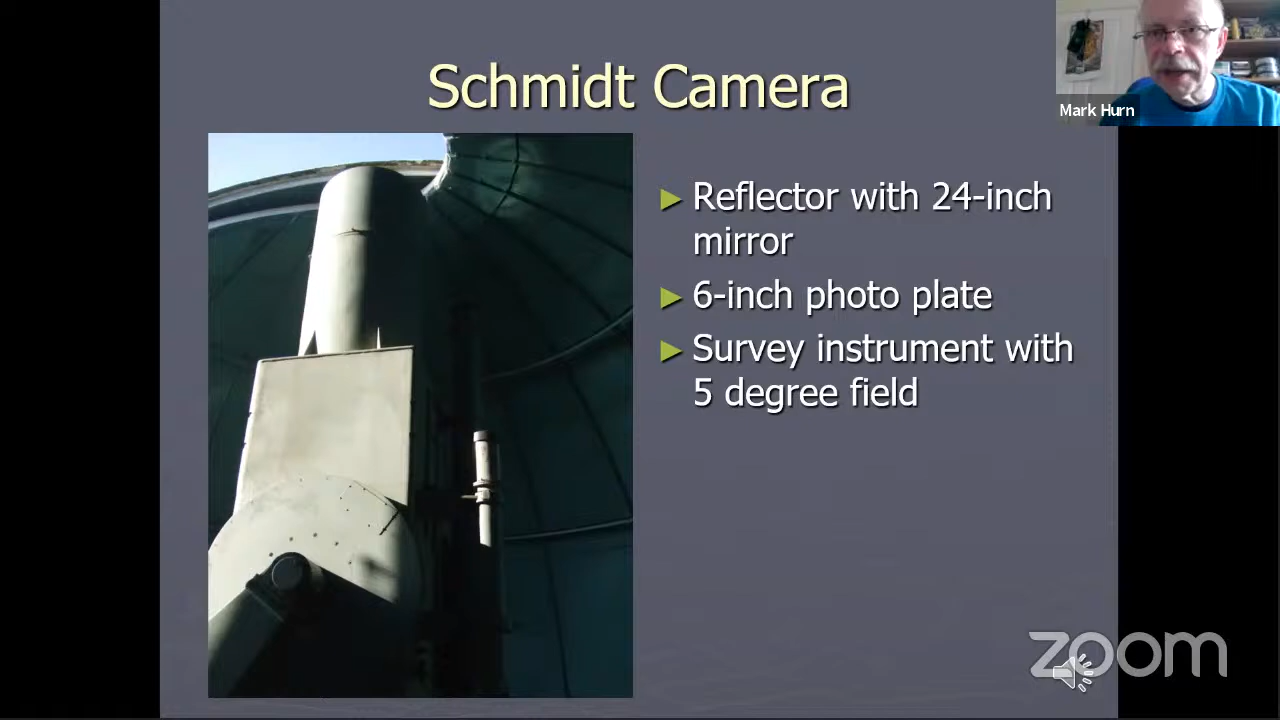 Schmidt Camera
Mark Hurn
► Reflector with 24-inch
mirror
► 6-inch photo plate
► Survey instrument with
5 degree field
zoom